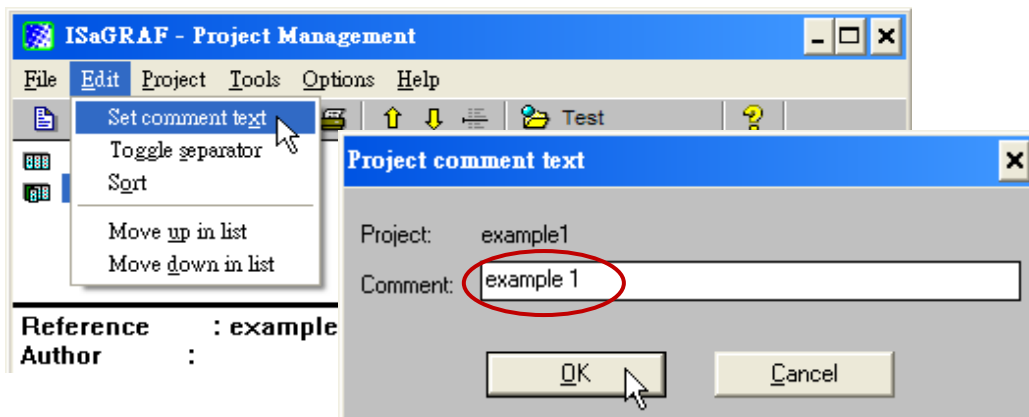 ISaGRAF - Project Management
File Edit Project Tools Options Help
Set comment text
Test
Toggle separator
Sort
Move up in list
Move down in list
Reference : example
Author :
Project comment text
Project: example1
Comment: example 1
OK Cancel